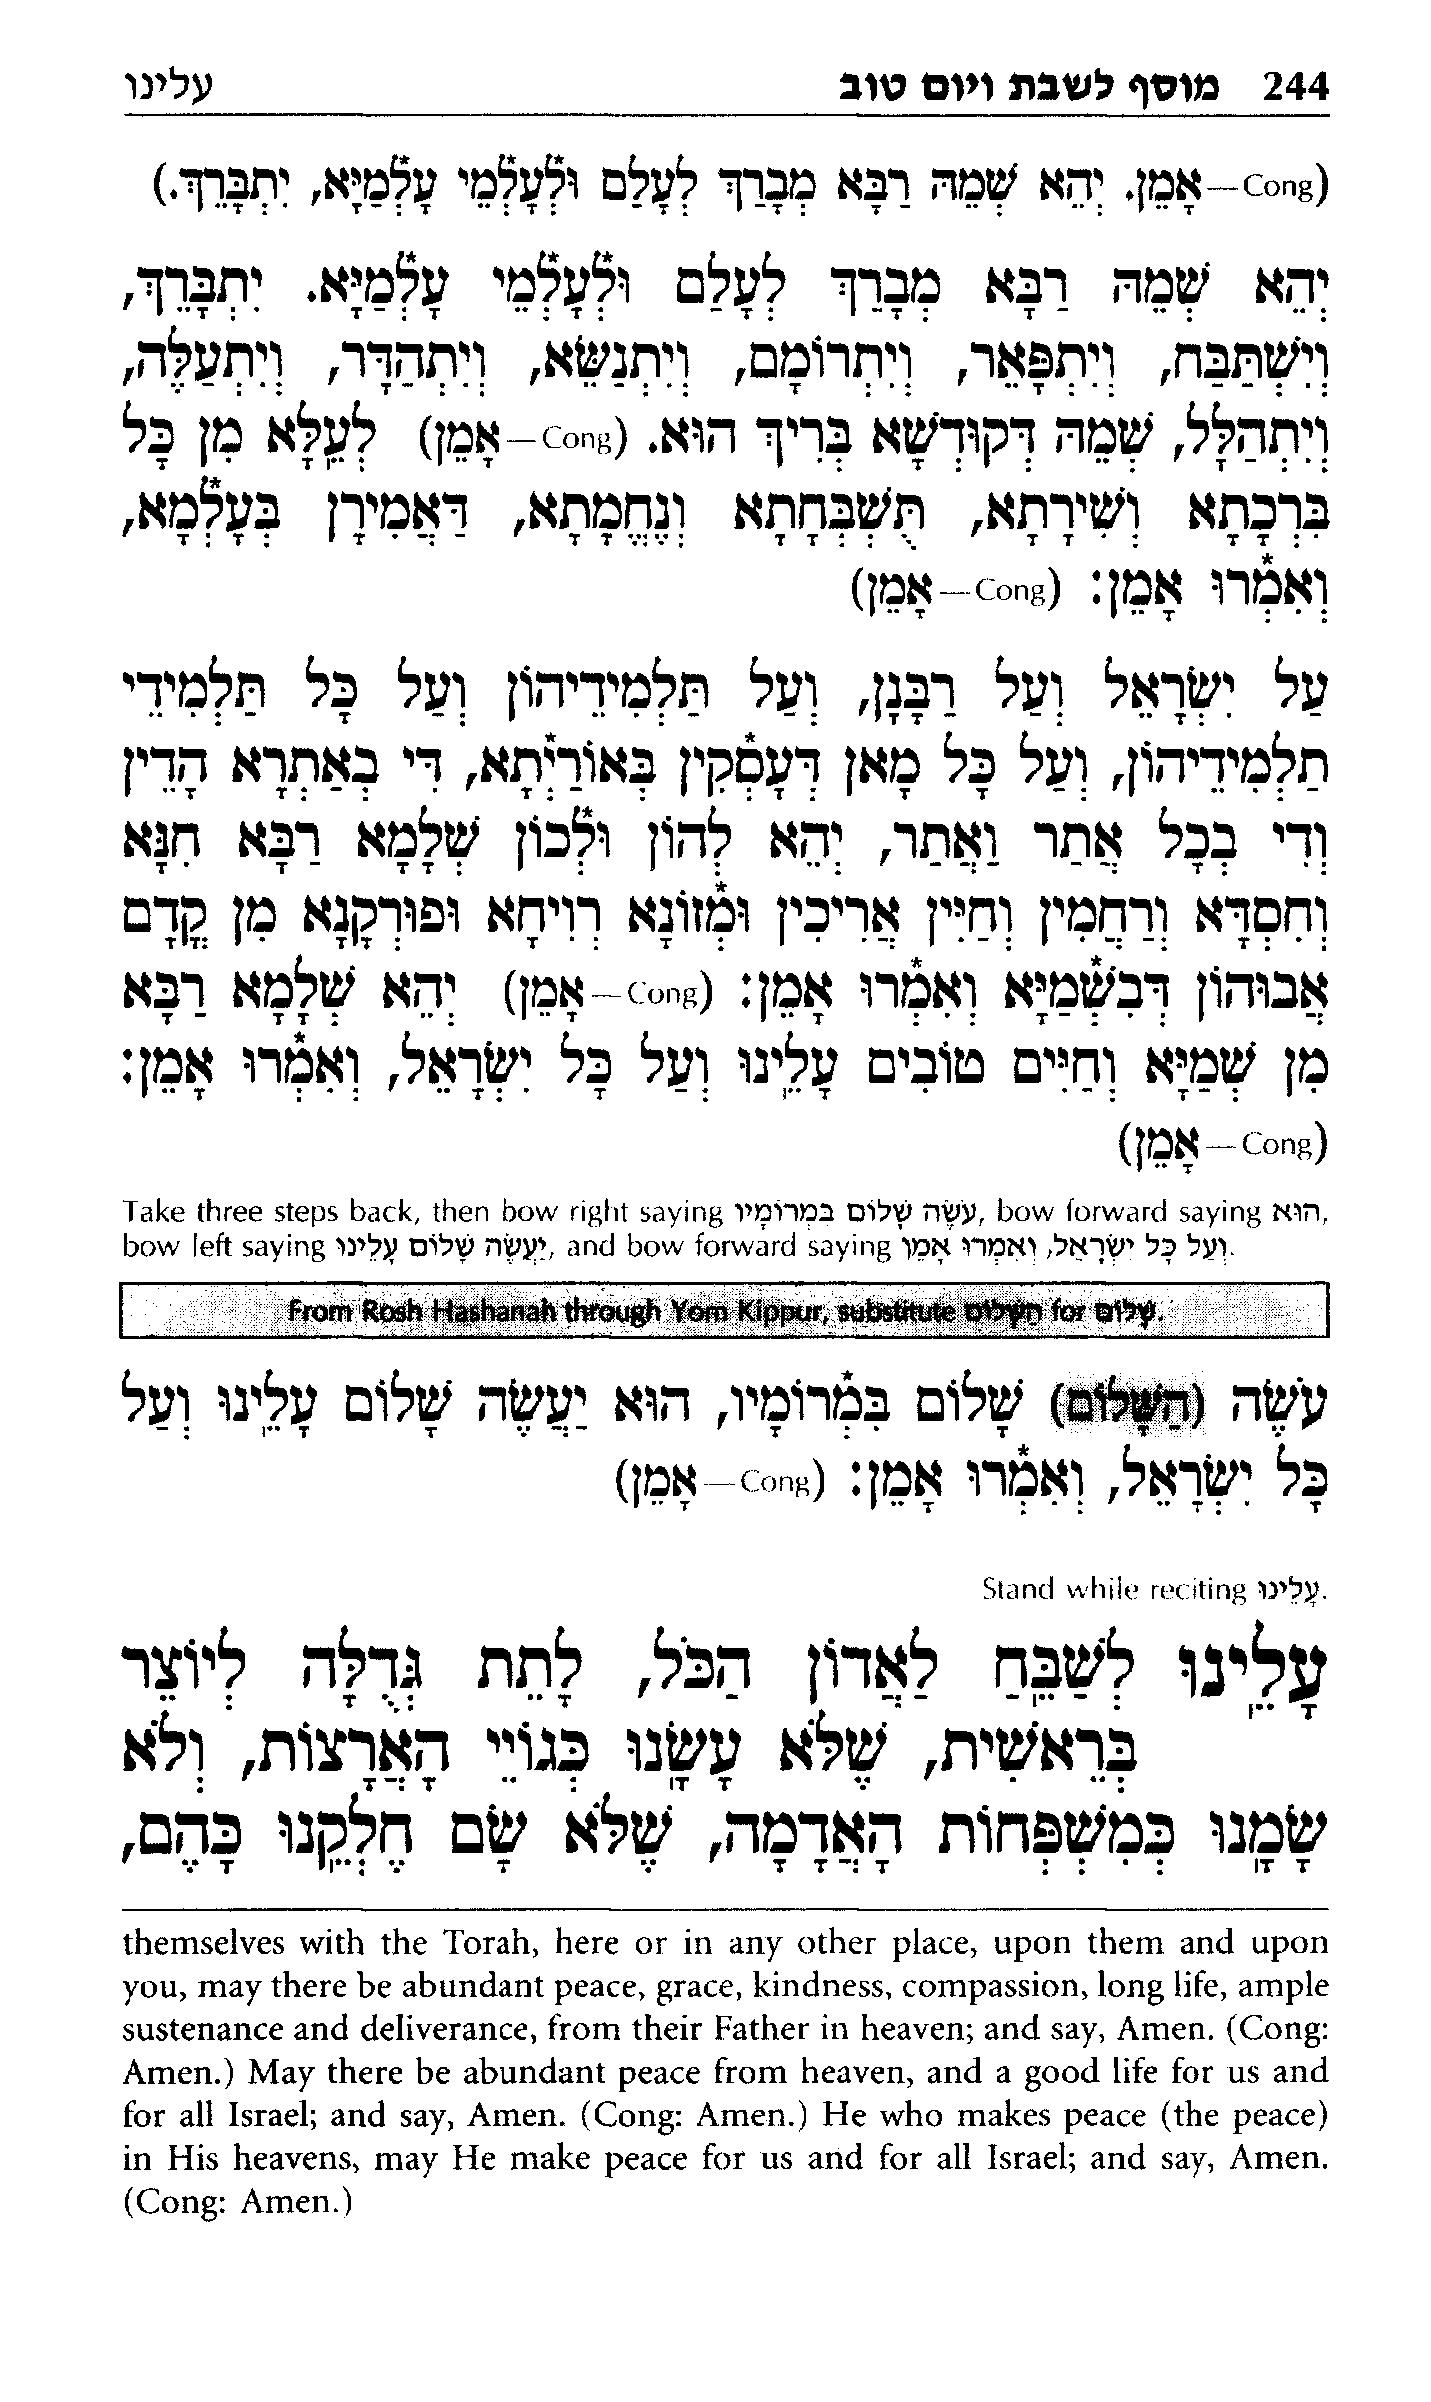 244 מוסף לשבת ויום טוב עלינו
(Cong—אָמֵן. יְהֵא שְׁמֵהּ רַבָּא מְבָרַךְ לְעָלַם וּלְ*עָלְ*מֵי עָלְ*מַיָּא, יִתְבָּרֵךְ.)
יְהֵא שְׁמֵהּ רַבָּא מְבָרַךְ לְעָלַם וּלְ*עָלְ*מֵי עָלְ*מַיָּא. יִתְבָּרֵךְ,
וְיִשְׁתַּבַּח, וְיִתְפָּאֵר, וְיִתְרוֹמָם, וְיִתְנַשֵּׂא, וְיִתְהַדָּר, וְיִתְעַלֶּה,
וְיִתְהַלָּל, שְׁמֵהּ דְּקוּדְשָׁא בְּרִיךְ הוּא. (Cong—אָמֵן) לְעֵֽלָּא מִן כָּל
בִּרְכָתָא וְשִׁירָתָא, תֻּשְׁבְּחָתָא וְנֶחֱמָתָא, דַּאֲמִירָן בְּעָלְ*מָא,
וְאִמְ*רוּ אָמֵן: (Cong—אָמֵן)
עַל יִשְׂרָאֵל וְעַל רַבָּנָן, וְעַל תַּלְמִידֵיהוֹן וְעַל כָּל תַּלְמִידֵי
תַלְמִידֵיהוֹן, וְעַל כָּל מָאן דְּעָסְ*קִין בְּאוֹרַיְ*תָא, דִּי בְאַתְרָא הָדֵין
וְדִי בְכָל אֲתַר וַאֲתַר, יְהֵא לְהוֹן וּלְ*כוֹן שְׁלָמָא רַבָּא חִנָּא
וְחִסְדָּא וְרַחֲמִין וְחַיִּין אֲרִיכִין וּמְ*זוֹנָא רְוִיחָא וּפוּרְקָנָא מִן קֳדָם
אֲבוּהוֹן דְּבִשְׁ*מַיָּא וְאִמְ*רוּ אָמֵן: (Cong—אָמֵן) יְהֵא שְׁלָמָא רַבָּא
מִן שְׁמַיָּא וְחַיִּים טוֹבִים עָלֵֽינוּ וְעַל כָּל יִשְׂרָאֵל, וְאִמְ*רוּ אָמֵן:
(Cong—אָמֵן)
Take three steps back, then bow right saying עֹשֶׂה שָׁלוֹם בִּמְרוֹמָיו, bow forward saying הוּא,
bow left saying יַעֲשֶׂה שָׁלוֹם עָלֵינוּ, and bow forward saying וְעַל כָּל יִשְׂרָאֵל, וְאִמְרוּ אָמֵן.
From Rosh Hashanah through Yom Kippur, substitute הַשָּׁלוֹם for שָׁלוֹם.
עֹשֶׂה (הַשָּׁלוֹם) שָׁלוֹם בִּמְ*רוֹמָיו, הוּא יַעֲשֶׂה שָׁלוֹם עָלֵֽינוּ וְעַל
כָּל יִשְׂרָאֵל, וְאִמְ*רוּ אָמֵן: (Cong—אָמֵן)
Stand while reciting עָלֵינוּ.
עָלֵֽינוּ לְשַׁבֵּֽחַ לַאֲדוֹן הַכֹּל, לָתֵת גְּדֻלָּה לְיוֹצֵר
בְּרֵאשִׁית, שֶׁלֹּא עָשָֽׂנוּ כְּגוֹיֵי הָאֲרָצוֹת, וְלֹא
שָׂמָֽנוּ כְּמִשְׁפְּחוֹת הָאֲדָמָה, שֶׁלֹּא שָׂם חֶלְקֵֽנוּ כָּהֶם,
themselves with the Torah, here or in any other place, upon them and upon
you, may there be abundant peace, grace, kindness, compassion, long life, ample
sustenance and deliverance, from their Father in heaven; and say, Amen. (Cong:
Amen.) May there be abundant peace from heaven, and a good life for us and
for all Israel; and say, Amen. (Cong: Amen.) He who makes peace (the peace)
in His heavens, may He make peace for us and for all Israel; and say, Amen.
(Cong: Amen.)